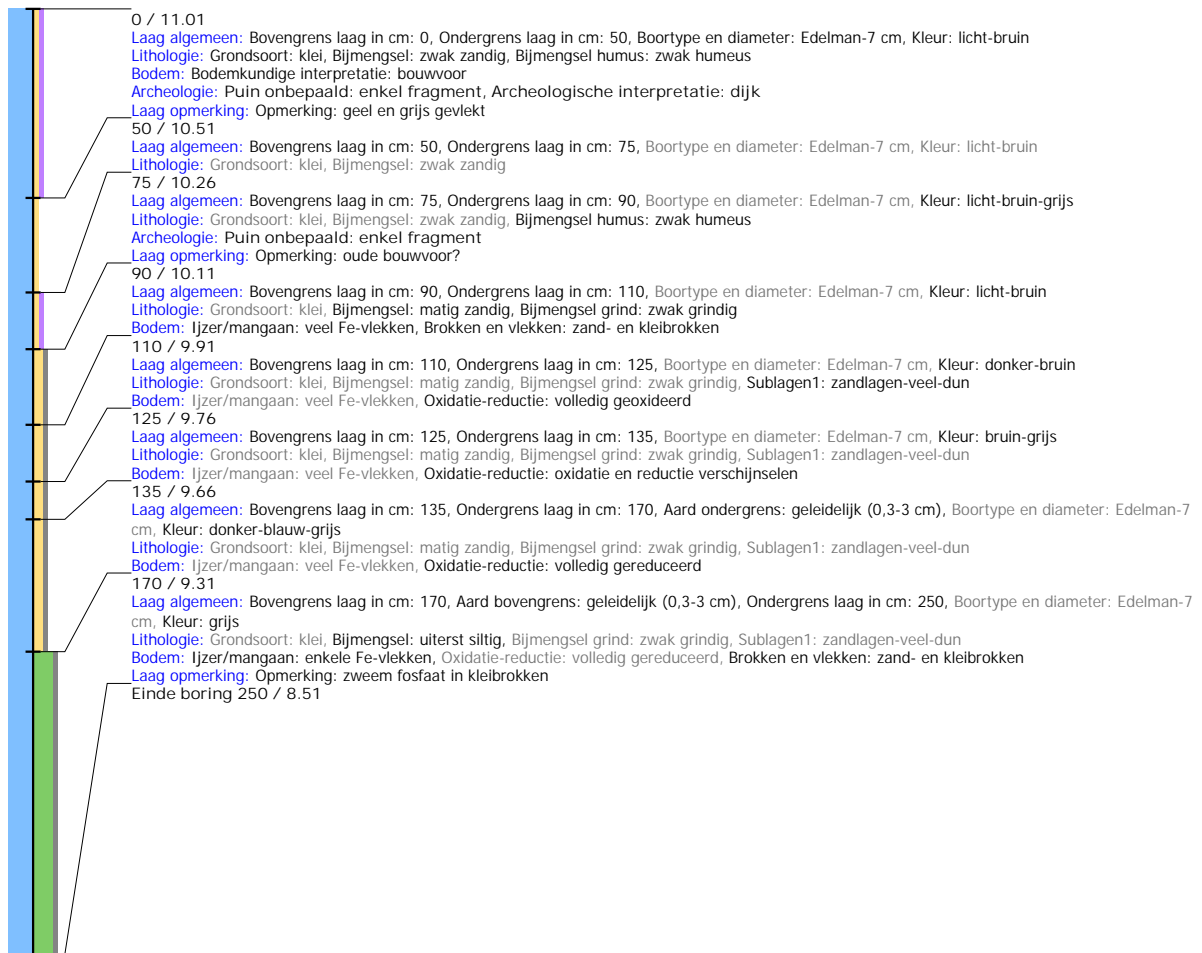 0 / 11.01
Laag algemeen: Bovengrens laag in cm: 0, Ondergrens laag in cm: 50, Boortype en diameter: Edelman-7 cm, Kleur: licht-bruin
Lithologie: Grondsoort: klei, Bijmengsel: zwak zandig, Bijmengsel humus: zwak humeus
Bodem: Bodemkundige interpretatie: bouwvoor
Archeologie: Puin onbepaald: enkel fragment, Archeologische interpretatie: dijk
Laag opmerking: Opmerking: geel en grijs gevlekt
50 / 10.51
Laag algemeen: Bovengrens laag in cm: 50, Ondergrens laag in cm: 75, Boortype en diameter: Edelman-7 cm, Kleur: licht-bruin
Lithologie: Grondsoort: klei, Bijmengsel: zwak zandig
75 / 10.26
Laag algemeen: Bovengrens laag in cm: 75, Ondergrens laag in cm: 90, Boortype en diameter: Edelman-7 cm, Kleur: licht-bruin-grijs
Lithologie: Grondsoort: klei, Bijmengsel: zwak zandig, Bijmengsel humus: zwak humeus
Archeologie: Puin onbepaald: enkel fragment
Laag opmerking: Opmerking: oude bouwvoor?
90 / 10.11
Laag algemeen: Bovengrens laag in cm: 90, Ondergrens laag in cm: 110, Boortype en diameter: Edelman-7 cm, Kleur: licht-bruin
Lithologie: Grondsoort: klei, Bijmengsel: matig zandig, Bijmengsel grind: zwak grindig
Bodem: Ijzer/mangaan: veel Fe-vlekken, Brokken en vlekken: zand- en kleibrokken
110 / 9.91
Laag algemeen: Bovengrens laag in cm: 110, Ondergrens laag in cm: 125, Boortype en diameter: Edelman-7 cm, Kleur: donker-bruin
Lithologie: Grondsoort: klei, Bijmengsel: matig zandig, Bijmengsel grind: zwak grindig, Sublagen1: zandlagen-veel-dun
Bodem: Ijzer/mangaan: veel Fe-vlekken, Oxidatie-reductie: volledig geoxideerd
125 / 9.76
Laag algemeen: Bovengrens laag in cm: 125, Ondergrens laag in cm: 135, Boortype en diameter: Edelman-7 cm, Kleur: bruin-grijs
Lithologie: Grondsoort: klei, Bijmengsel: matig zandig, Bijmengsel grind: zwak grindig, Sublagen1: zandlagen-veel-dun
Bodem: Ijzer/mangaan: veel Fe-vlekken, Oxidatie-reductie: oxidatie en reductie verschijnselen
135 / 9.66
Laag algemeen: Bovengrens laag in cm: 135, Ondergrens laag in cm: 170, Aard ondergrens: geleidelijk (0,3-3 cm), Boortype en diameter: Edelman-7
cm, Kleur: donker-blauw-grijs
Lithologie: Grondsoort: klei, Bijmengsel: matig zandig, Bijmengsel grind: zwak grindig, Sublagen1: zandlagen-veel-dun
Bodem: Ijzer/mangaan: veel Fe-vlekken, Oxidatie-reductie: volledig gereduceerd
170 / 9.31
Laag algemeen: Bovengrens laag in cm: 170, Aard bovengrens: geleidelijk (0,3-3 cm), Ondergrens laag in cm: 250, Boortype en diameter: Edelman-7
cm, Kleur: grijs
Lithologie: Grondsoort: klei, Bijmengsel: uiterst siltig, Bijmengsel grind: zwak grindig, Sublagen1: zandlagen-veel-dun
Bodem: Ijzer/mangaan: enkele Fe-vlekken, Oxidatie-reductie: volledig gereduceerd, Brokken en vlekken: zand- en kleibrokken
Laag opmerking: Opmerking: zweem fosfaat in kleibrokken
Einde boring 250 / 8.51